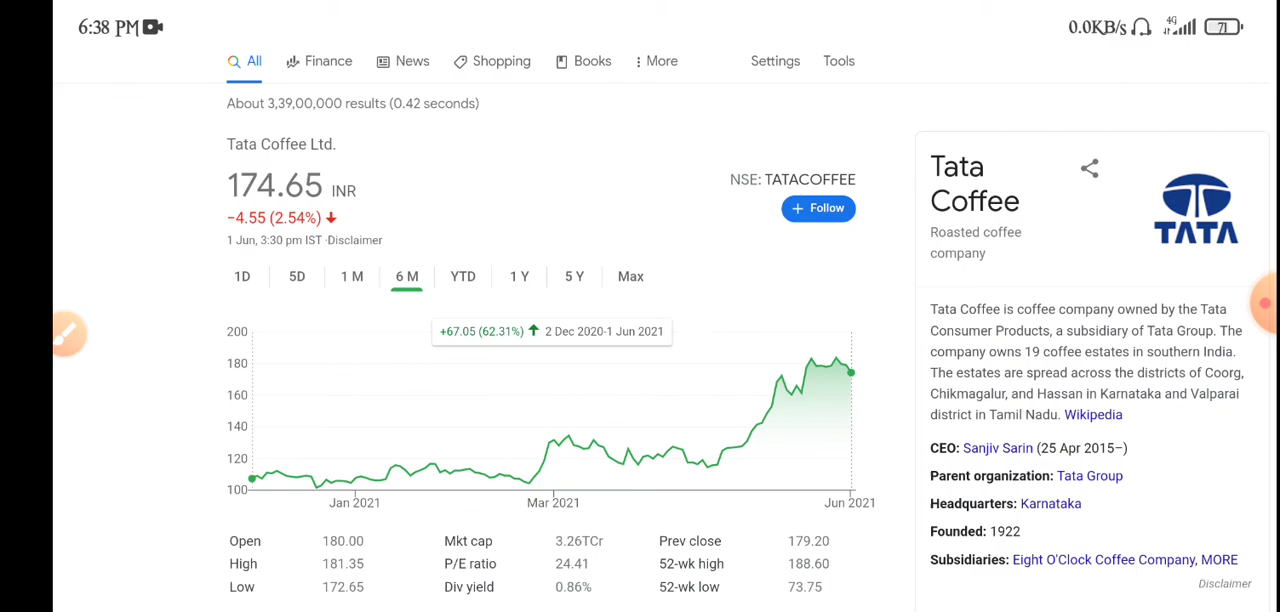 6:38 PM
0.0KB/s 4G 71
All Finance News Shopping Books More Settings Tools
About 3,39,00,000 results (0.42 seconds)
Tata Coffee Ltd.
174.65 INR
−4.55 (2.54%)
1 Jun, 3:30 pm IST ·Disclaimer
NSE: TATACOFFEE
+ Follow
1D 5D 1 M 6 M YTD 1 Y 5 Y Max
+67.05 (62.31%) 2 Dec 2020-1 Jun 2021
200
180
160
140
120
100
Jan 2021 Mar 2021 Jun 2021
Open 180.00 Mkt cap 3.26TCr Prev close 179.20
High 181.35 P/E ratio 24.41 52-wk high 188.60
Low 172.65 Div yield 0.86% 52-wk low 73.75
Tata
Coffee
Roasted coffee
company
TATA
Tata Coffee is coffee company owned by the Tata
Consumer Products, a subsidiary of Tata Group. The
company owns 19 coffee estates in southern India.
The estates are spread across the districts of Coorg,
Chikmagalur, and Hassan in Karnataka and Valparai
district in Tamil Nadu. Wikipedia
CEO: Sanjiv Sarin (25 Apr 2015–)
Parent organization: Tata Group
Headquarters: Karnataka
Founded: 1922
Subsidiaries: Eight O'Clock Coffee Company, MORE
Disclaimer